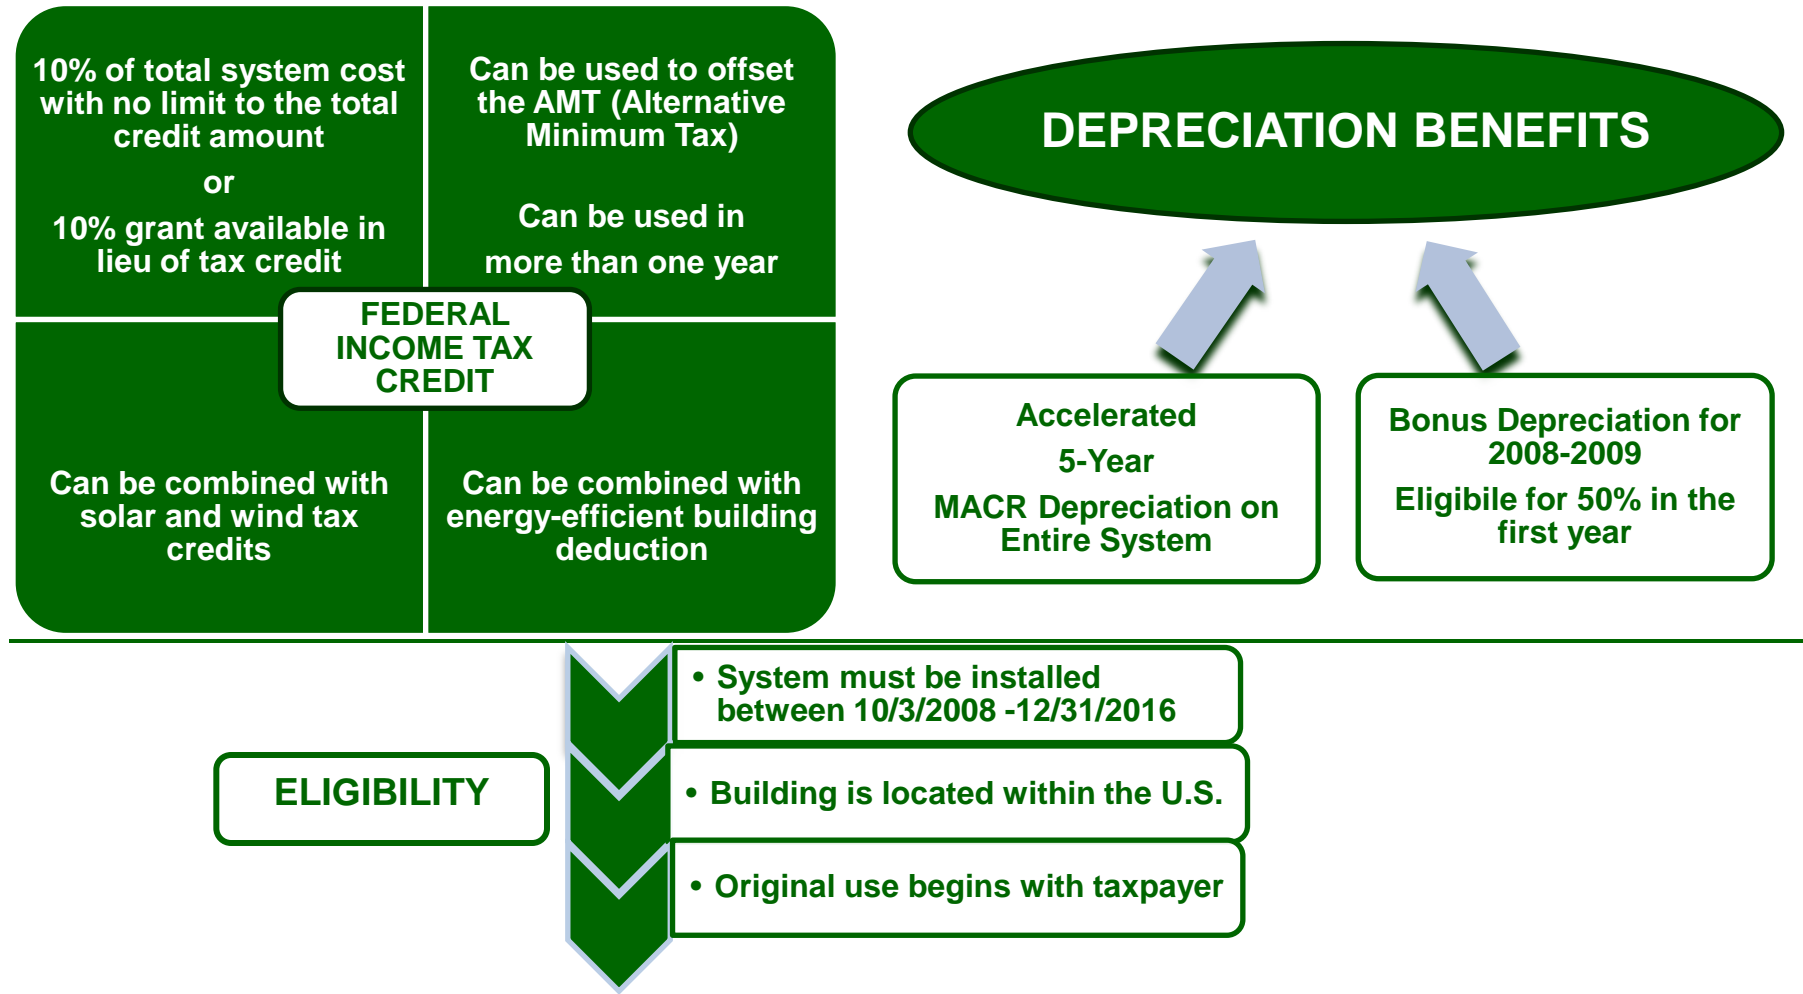 10% of total system cost
with no limit to the total
credit amount
or
10% grant available in
lieu of tax credit
Can be used to offset
the AMT (Alternative
Minimum Tax)
Can be used in
more than one year
FEDERAL
INCOME TAX
CREDIT
Can be combined with
solar and wind tax
credits
Can be combined with
energy-efficient building
deduction
DEPRECIATION BENEFITS
Accelerated
5-Year
MACR Depreciation on
Entire System
Bonus Depreciation for
2008-2009
Eligibile for 50% in the
first year
ELIGIBILITY
• System must be installed
between 10/3/2008 -12/31/2016
• Building is located within the U.S.
• Original use begins with taxpayer